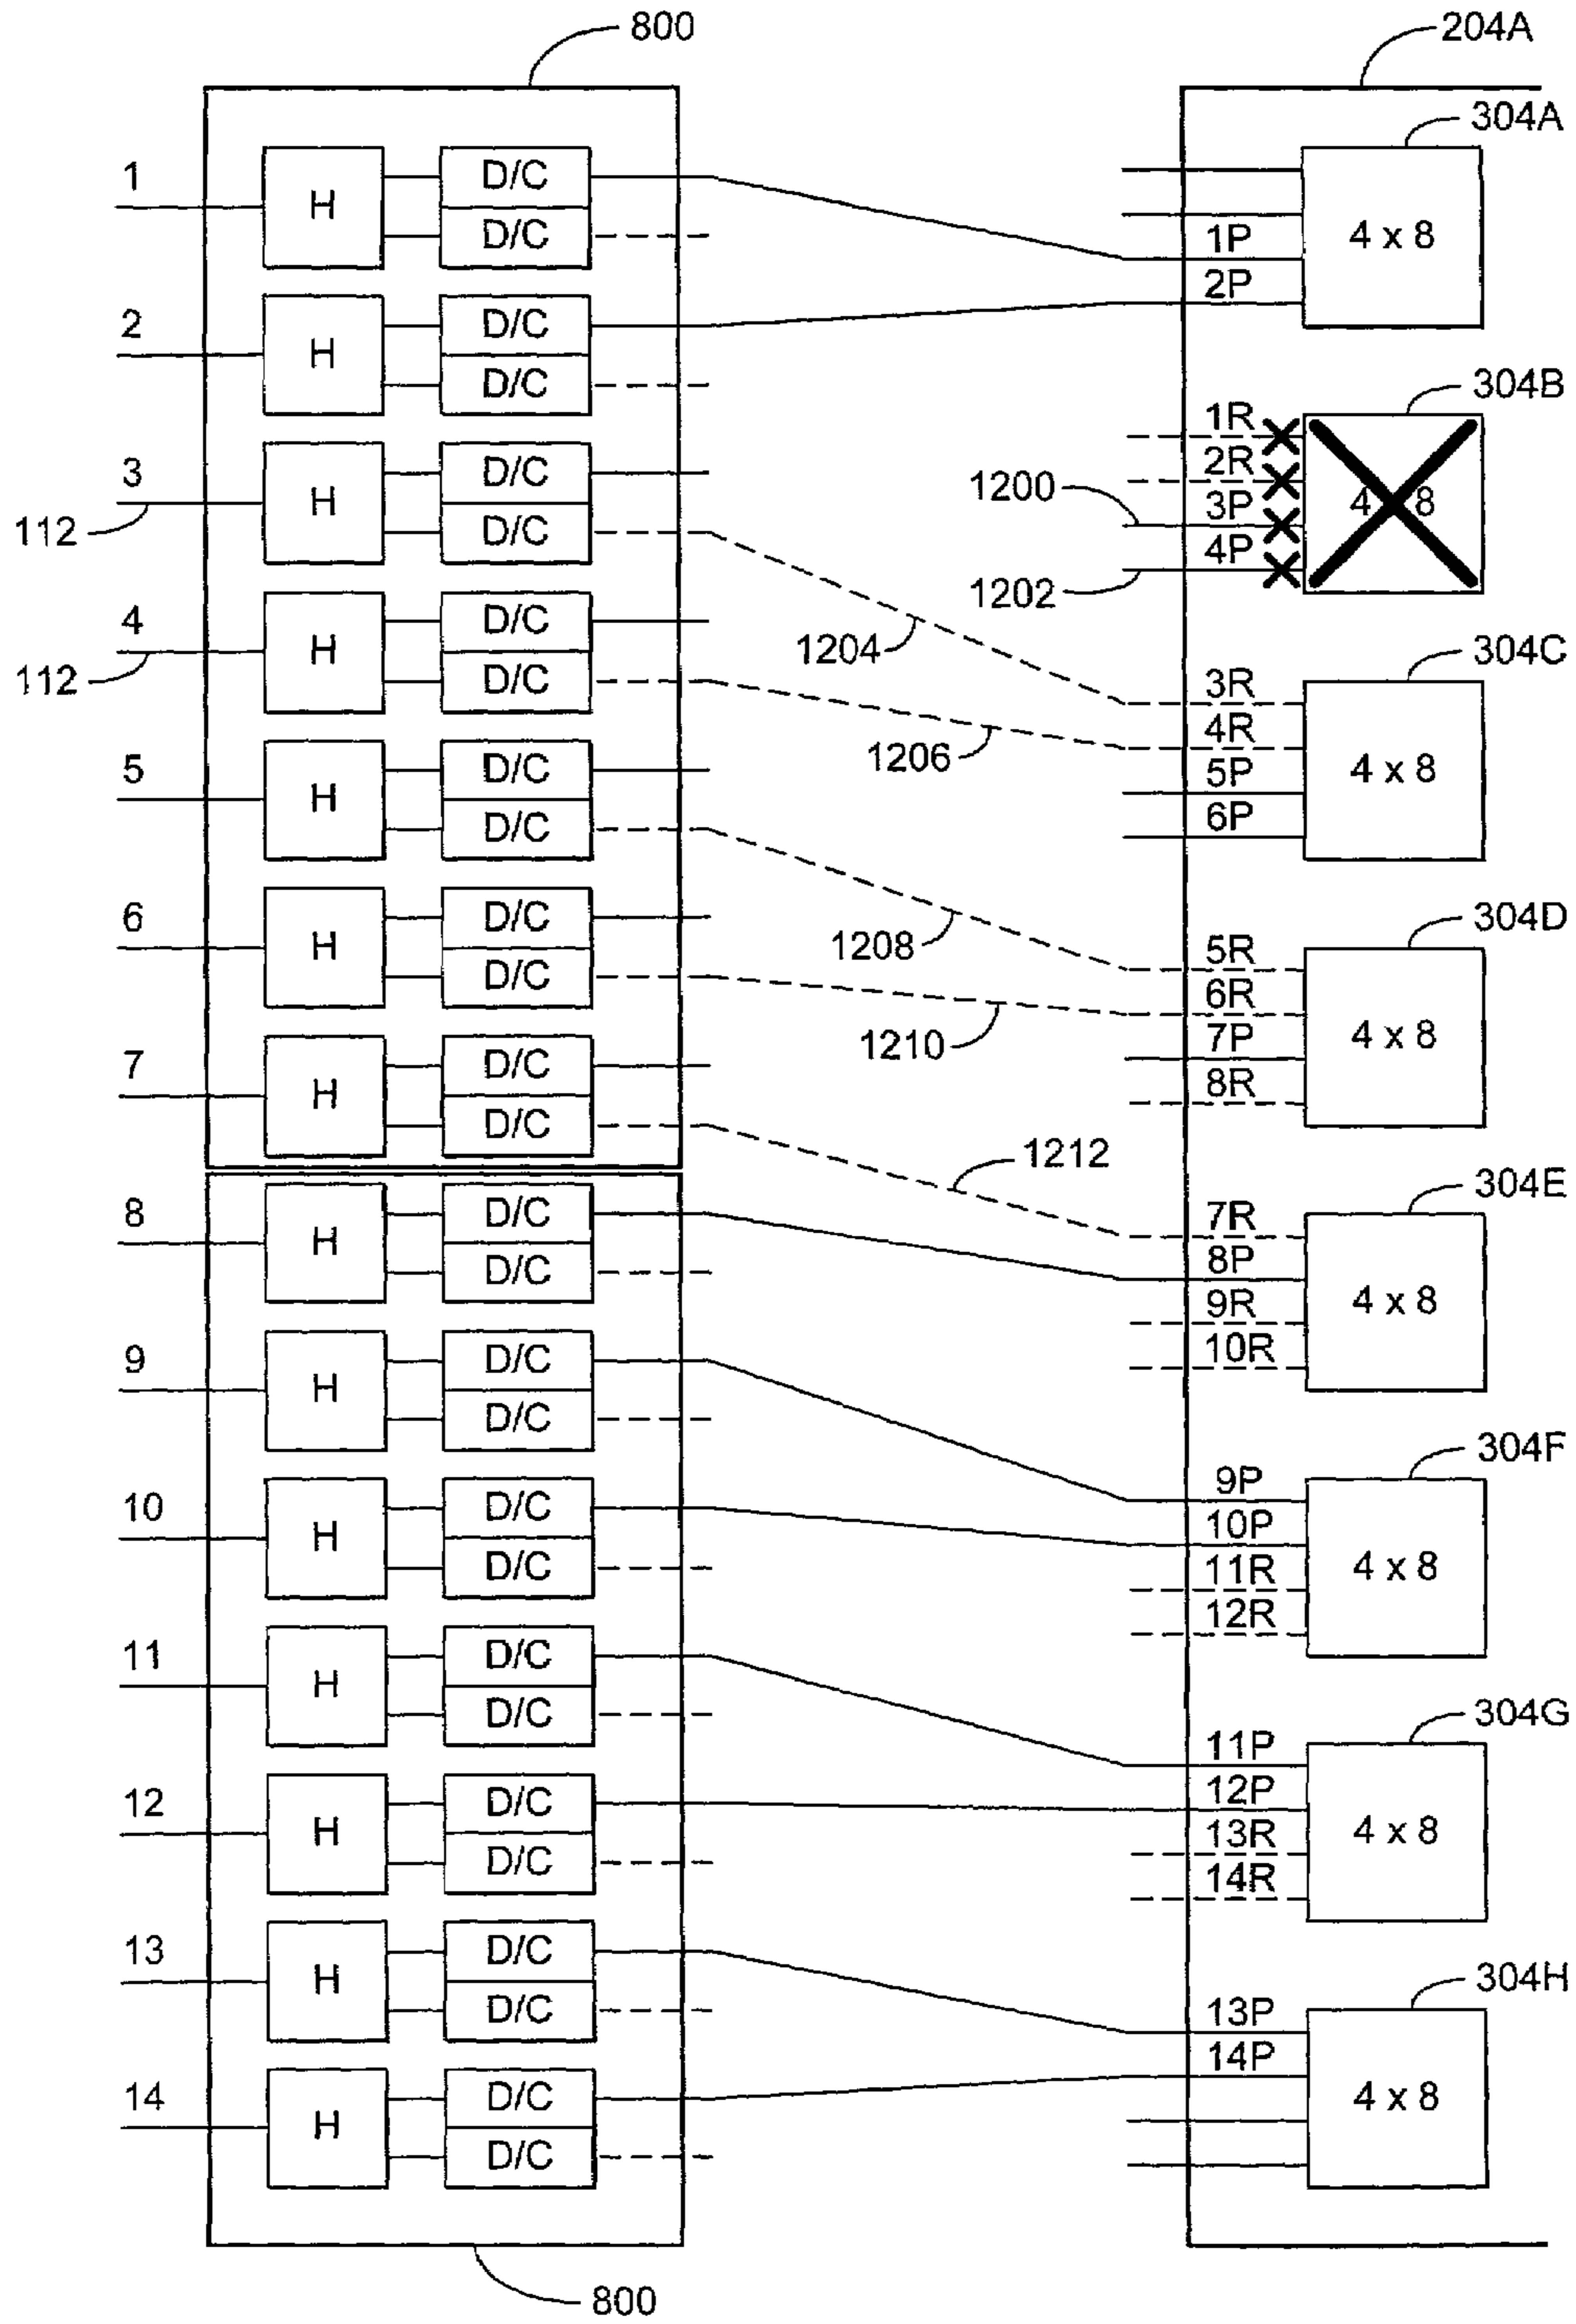 800
204A
304A
1
H
D/C
D/C
1P
2P
4 x 8
2
H
D/C
D/C
304B
1R
2R
3P
4P
1200
1202
4 8
3
112
H
D/C
D/C
1204
4
112
H
D/C
D/C
1206
304C
3R
4R
5P
6P
4 x 8
5
H
D/C
D/C
1208
6
H
D/C
D/C
1210
304D
5R
6R
7P
8R
4 x 8
7
H
D/C
D/C
1212
304E
7R
8P
9R
10R
4 x 8
8
H
D/C
D/C
9
H
D/C
D/C
304F
9P
10P
11R
12R
4 x 8
10
H
D/C
D/C
11
H
D/C
D/C
304G
11P
12P
13R
14R
4 x 8
12
H
D/C
D/C
13
H
D/C
D/C
304H
13P
14P
4 x 8
14
H
D/C
D/C
800